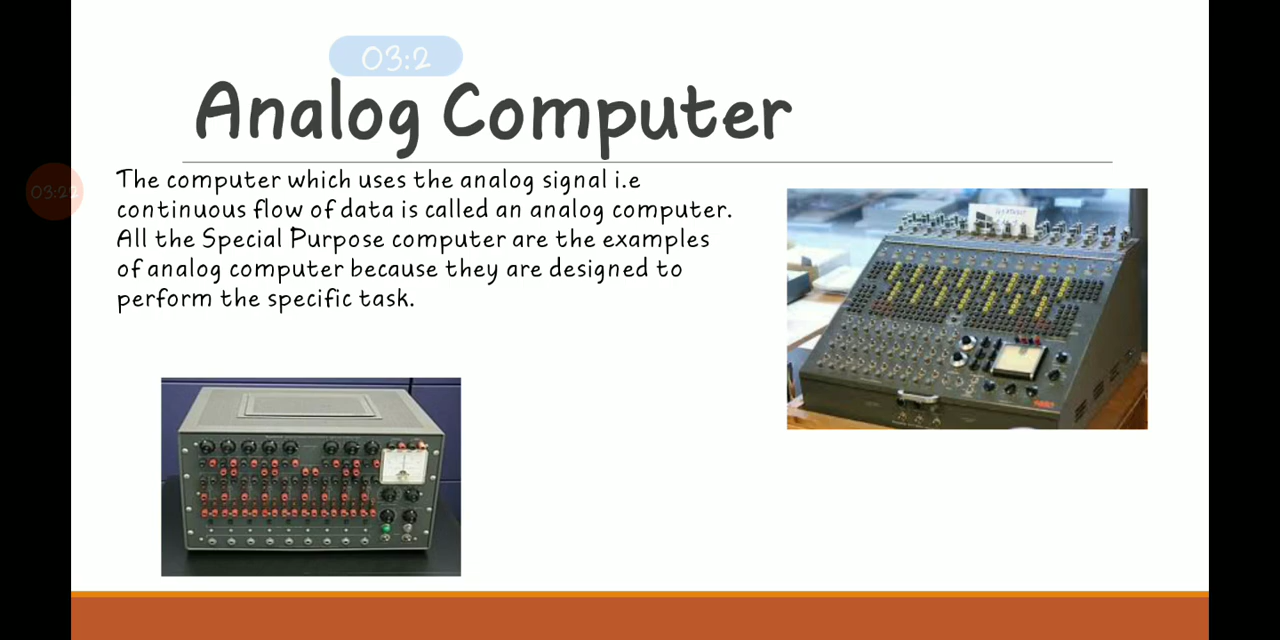 03:2
Analog Computer
The computer which uses the analog signal i.e
03:22
continuous flow of data is called an analog computer.
All the Special Purpose computer are the examples
of analog computer because they are designed to
perform the specific task.